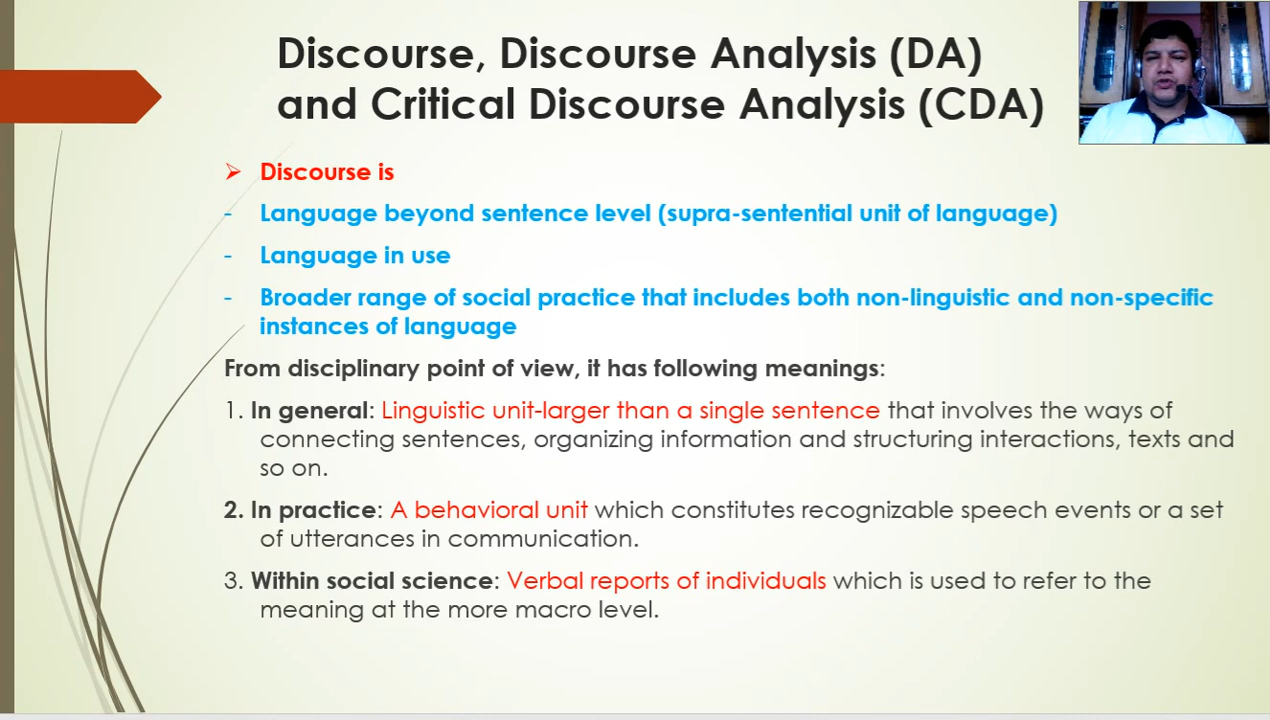 Discourse, Discourse Analysis (DA)
and Critical Discourse Analysis (CDA)
➢ Discourse is
- Language beyond sentence level (supra-sentential unit of language)
- Language in use
- Broader range of social practice that includes both non-linguistic and non-specific
instances of language
From disciplinary point of view, it has following meanings:
1. In general: Linguistic unit-larger than a single sentence that involves the ways of
connecting sentences, organizing information and structuring interactions, texts and
so on.
2. In practice: A behavioral unit which constitutes recognizable speech events or a set
of utterances in communication.
3. Within social science: Verbal reports of individuals which is used to refer to the
meaning at the more macro level.